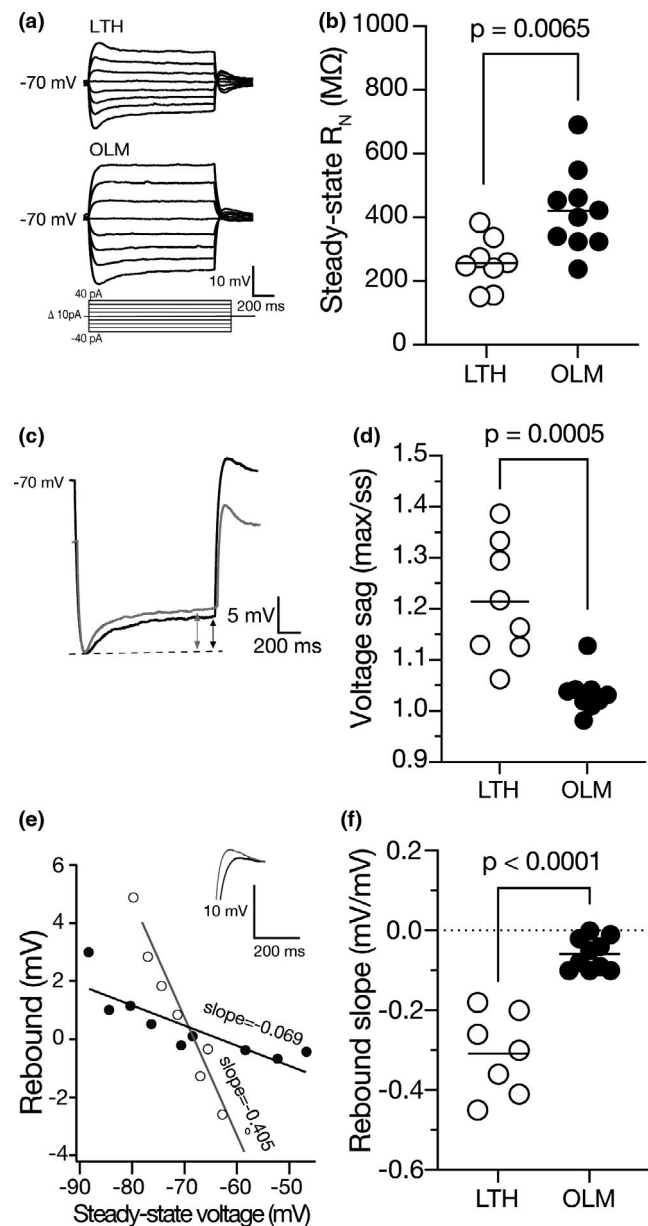 (a)
LTH
-70 mV
OLM
-70 mV
10 mV
200 ms
40 pA
Δ 10pA
-40 pA
(b)
p = 0.0065
Steady-state RN (MΩ)
1000
800
600
400
200
0
LTH OLM
(c)
-70 mV
5 mV
200 ms
(d)
p = 0.0005
Voltage sag (max/ss)
1.5
1.4
1.3
1.2
1.1
1.0
0.9
LTH OLM
(e)
Rebound (mV)
6
4
2
0
-2
-4
10 mV
200 ms
slope=-0.069
slope=-0.405
-90 -80 -70 -60 -50
Steady-state voltage (mV)
(f)
p < 0.0001
Rebound slope (mV/mV)
0.2
0.0
-0.2
-0.4
-0.6
LTH OLM